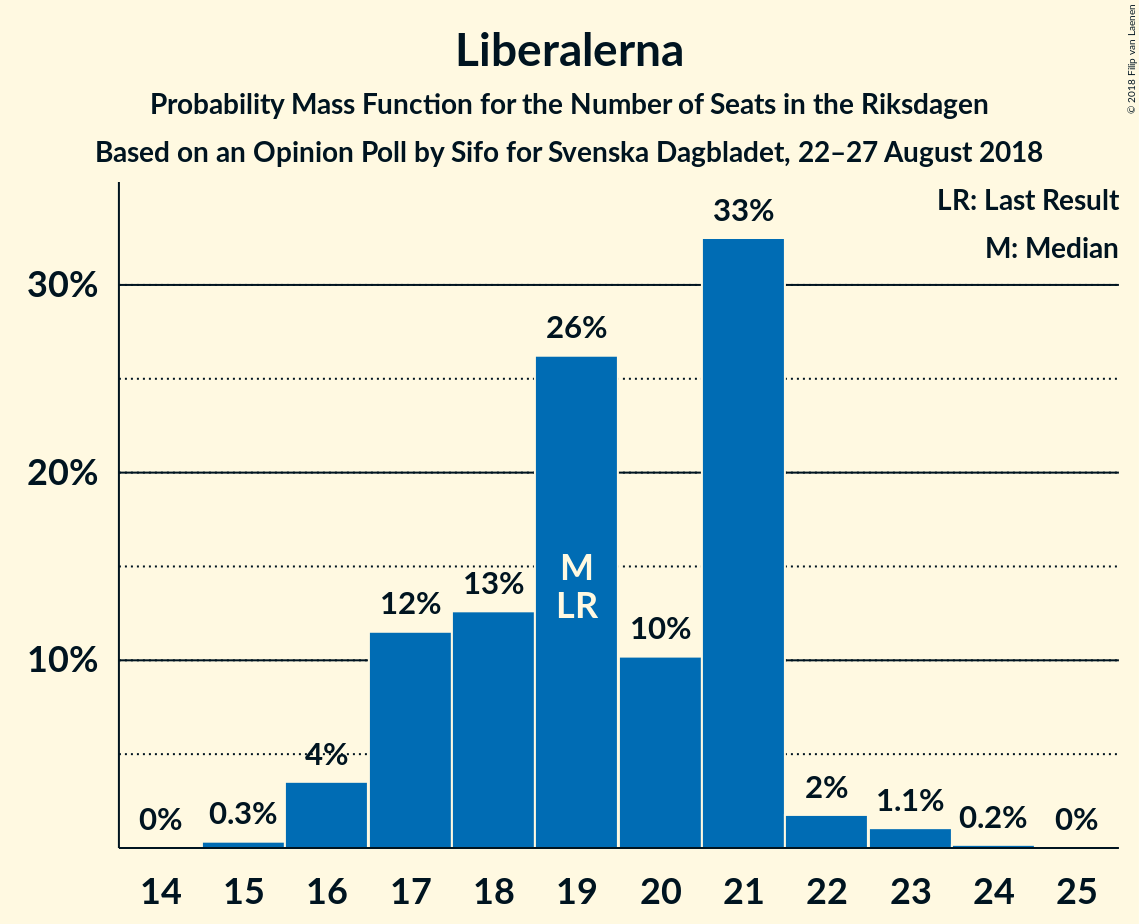 Liberalerna
Probability Mass Function for the Number of Seats in the Riksdagen
Based on an Opinion Poll by Sifo for Svenska Dagbladet, 22–27 August 2018
© 2018 Filip van Laenen
LR: Last Result
M: Median
33%
30%
26%
20%
M
LR
13%
12%
10%
10%
4%
2%
1.1%
0%
0.3%
0.2%
0%
14 15 16 17 18 19 20 21 22 23 24 25